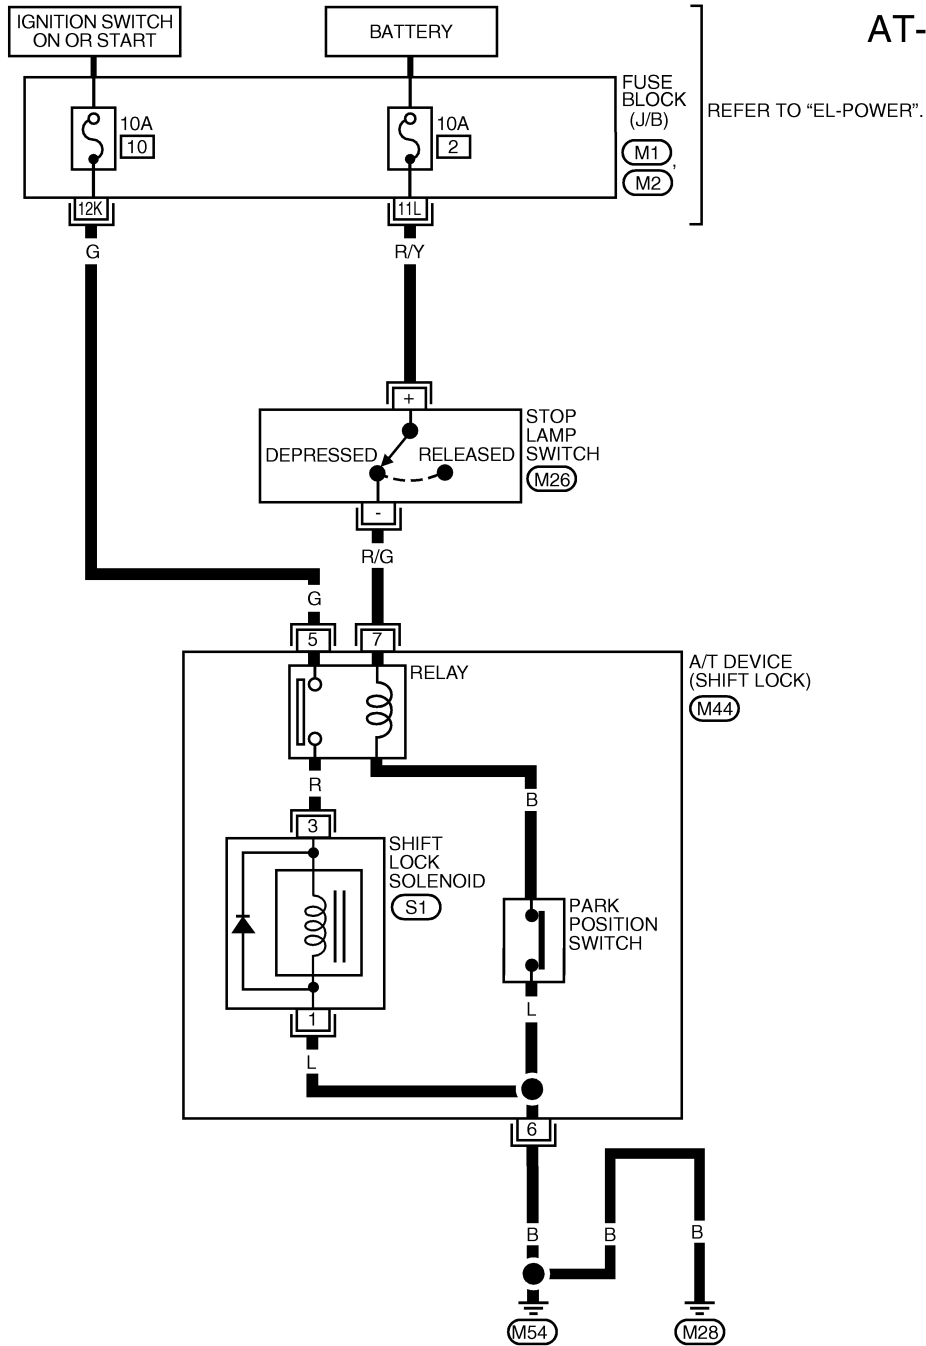 IGNITION SWITCH
ON OR START
BATTERY
AT-
FUSE
BLOCK
(J/B)
M1
,
M2
REFER TO “EL-POWER”.
10A
10
10A
2
12K
11L
G
R/Y
+
STOP
LAMP
SWITCH
M26
DEPRESSED
RELEASED
-
R/G
G
5
7
A/T DEVICE
(SHIFT LOCK)
M44
RELAY
R
B
3
SHIFT
LOCK
SOLENOID
S1
PARK
POSITION
SWITCH
L
1
L
6
B
B
B
M54
M28